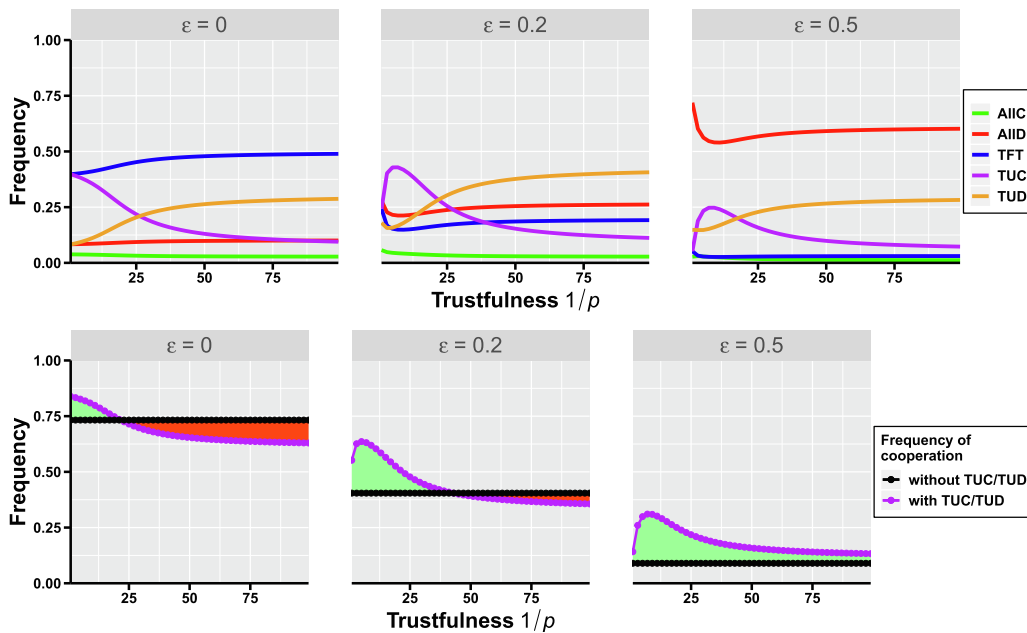 ε = 0
ε = 0.2
ε = 0.5
1.00
0.75
0.50
0.25
0.00
Frequency
25
50
75
25
50
75
25
50
75
Trustfulness 1/p
AllC
AllD
TFT
TUC
TUD
ε = 0
ε = 0.2
ε = 0.5
1.00
0.75
0.50
0.25
0.00
Frequency
25
50
75
25
50
75
25
50
75
Trustfulness 1/p
Frequency of
cooperation
without TUC/TUD
with TUC/TUD